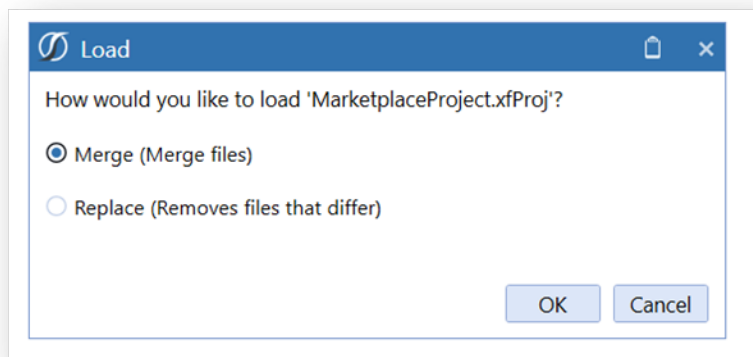 Load
How would you like to load 'MarketplaceProject.xfProj'?
Merge (Merge files)
Replace (Removes files that differ)
OK Cancel